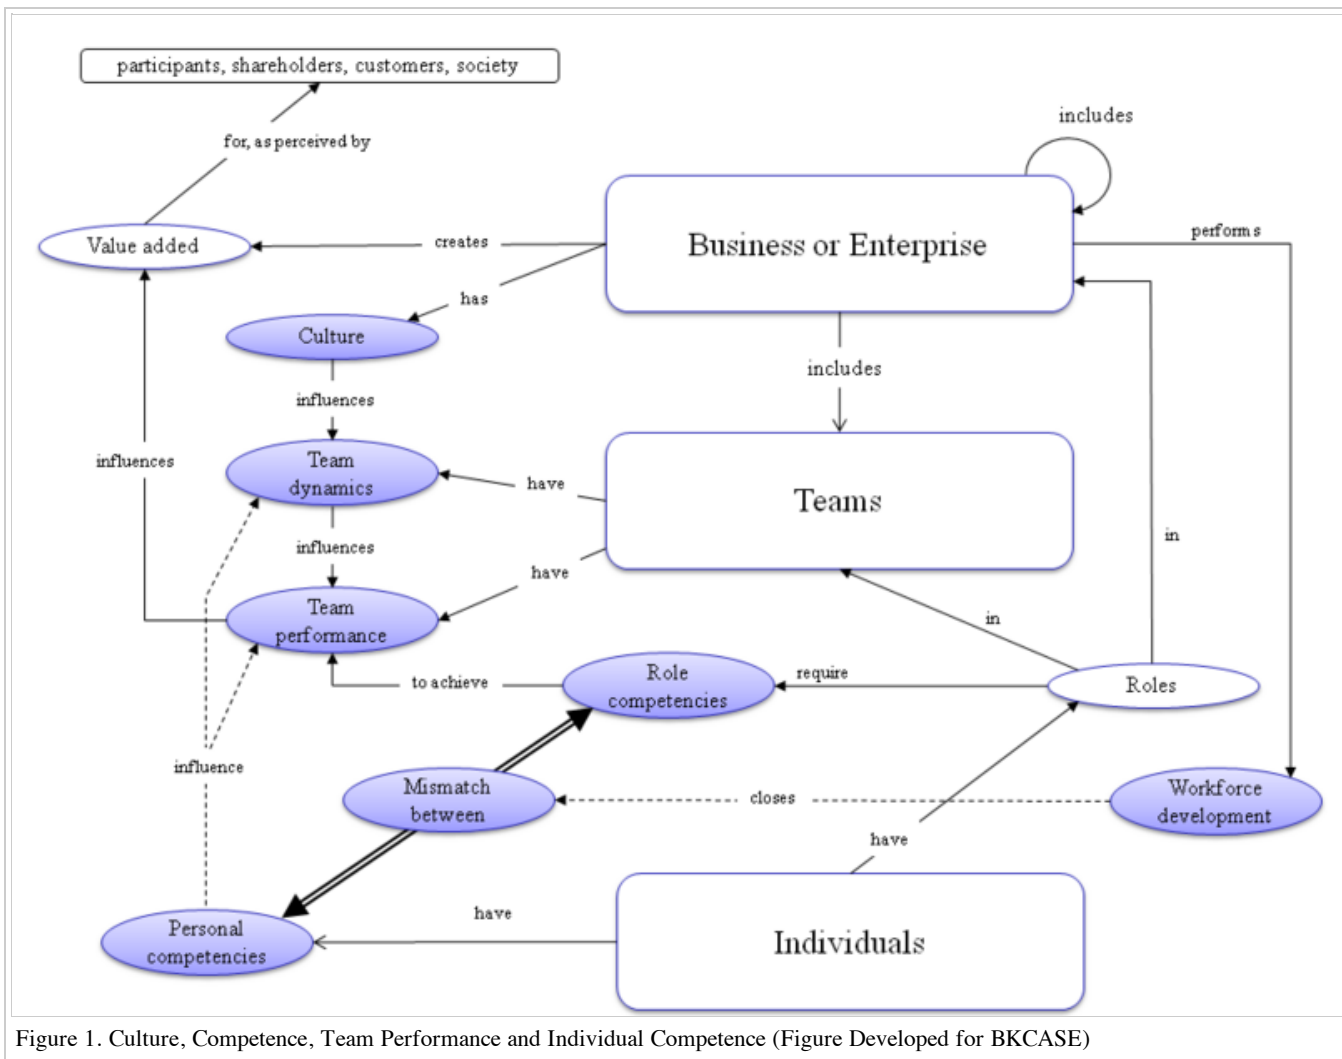 participants, shareholders, customers, society
includes
for, as perceived by
performs
Value added
creates
Business or Enterprise
has
Culture
includes
influences
influences
Team
dynamics
have
Teams
influences
in
have
Team
performance
in
to achieve
Role
competencies
require
Roles
influence
Mismatch
between
closes
Workforce
development
have
have
Personal
competencies
Individuals
Figure 1. Culture, Competence, Team Performance and Individual Competence (Figure Developed for BKCASE)